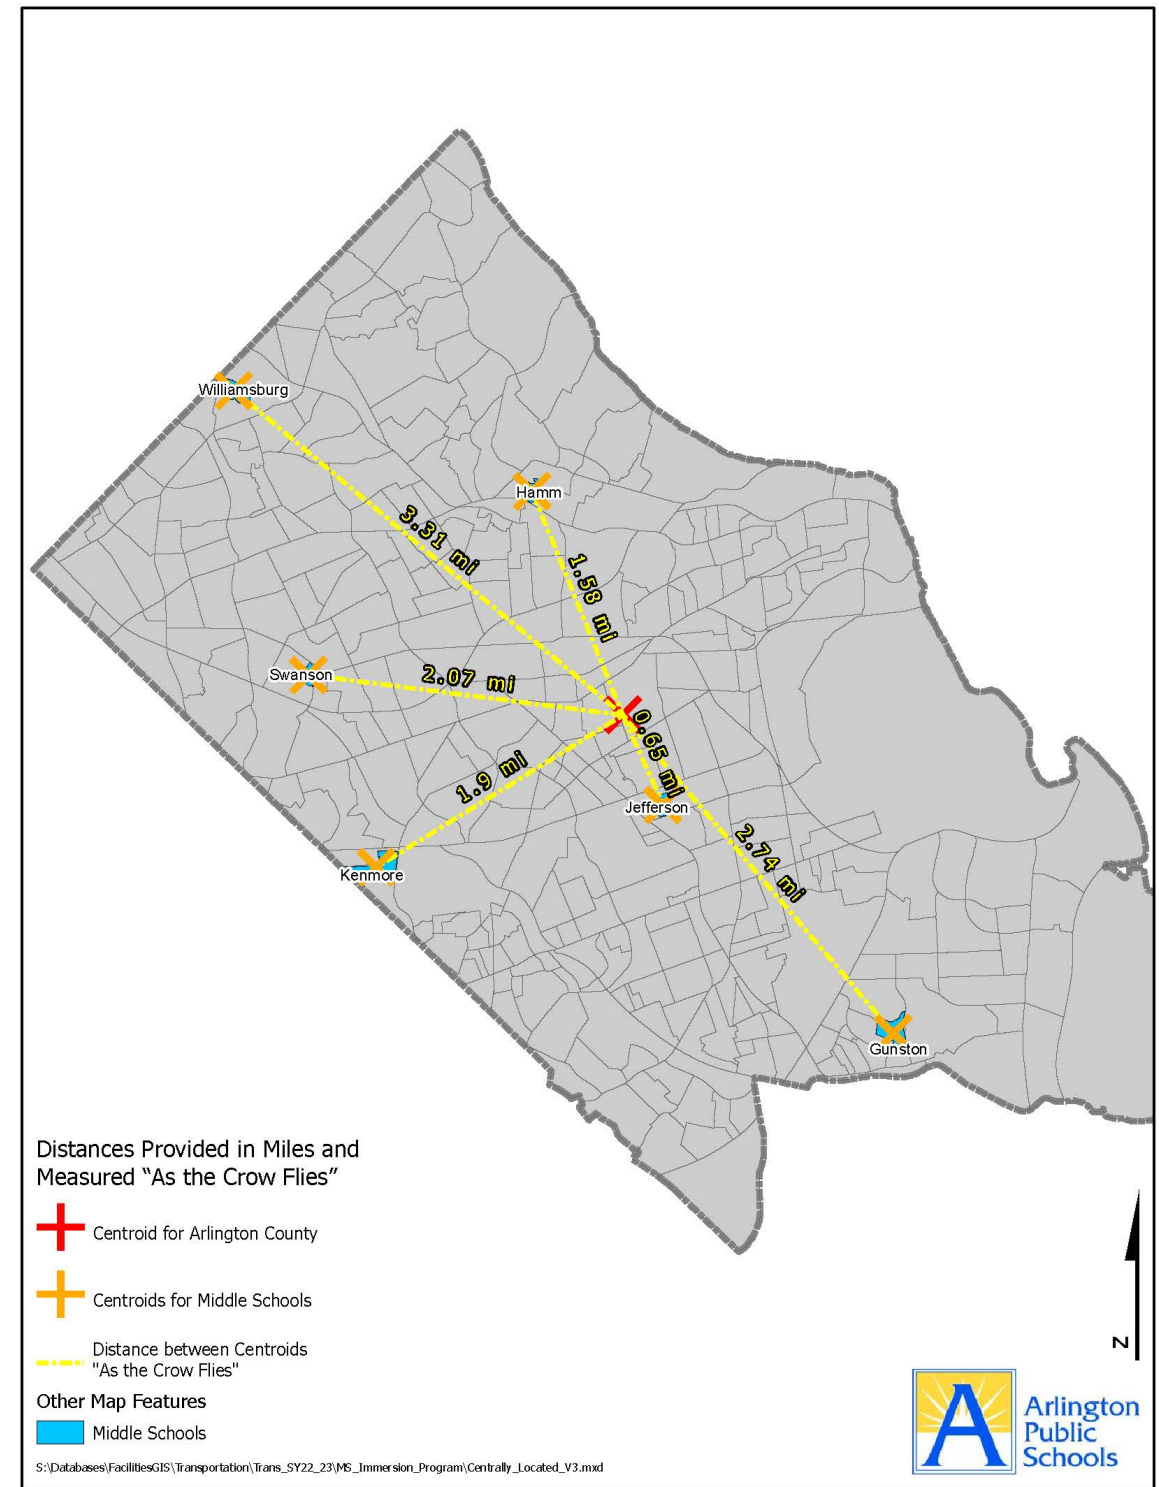 Williamsburg
Hamm
3.31 mi
1.58 mi
Swanson
2.07 mi
0.65 mi
1.9 mi
Jefferson
2.74 mi
Kenmore
Gunston
Distances Provided in Miles and
Measured “As the Crow Flies”
Centroid for Arlington County
Centroids for Middle Schools
Distance between Centroids
"As the Crow Flies"
Other Map Features
Middle Schools
S:\Databases\FacilitiesGIS\Transportation\Trans_SY22_23\MS_Immersion_Program\Centrally_Located_V3.mxd
N
A
Arlington
Public
Schools